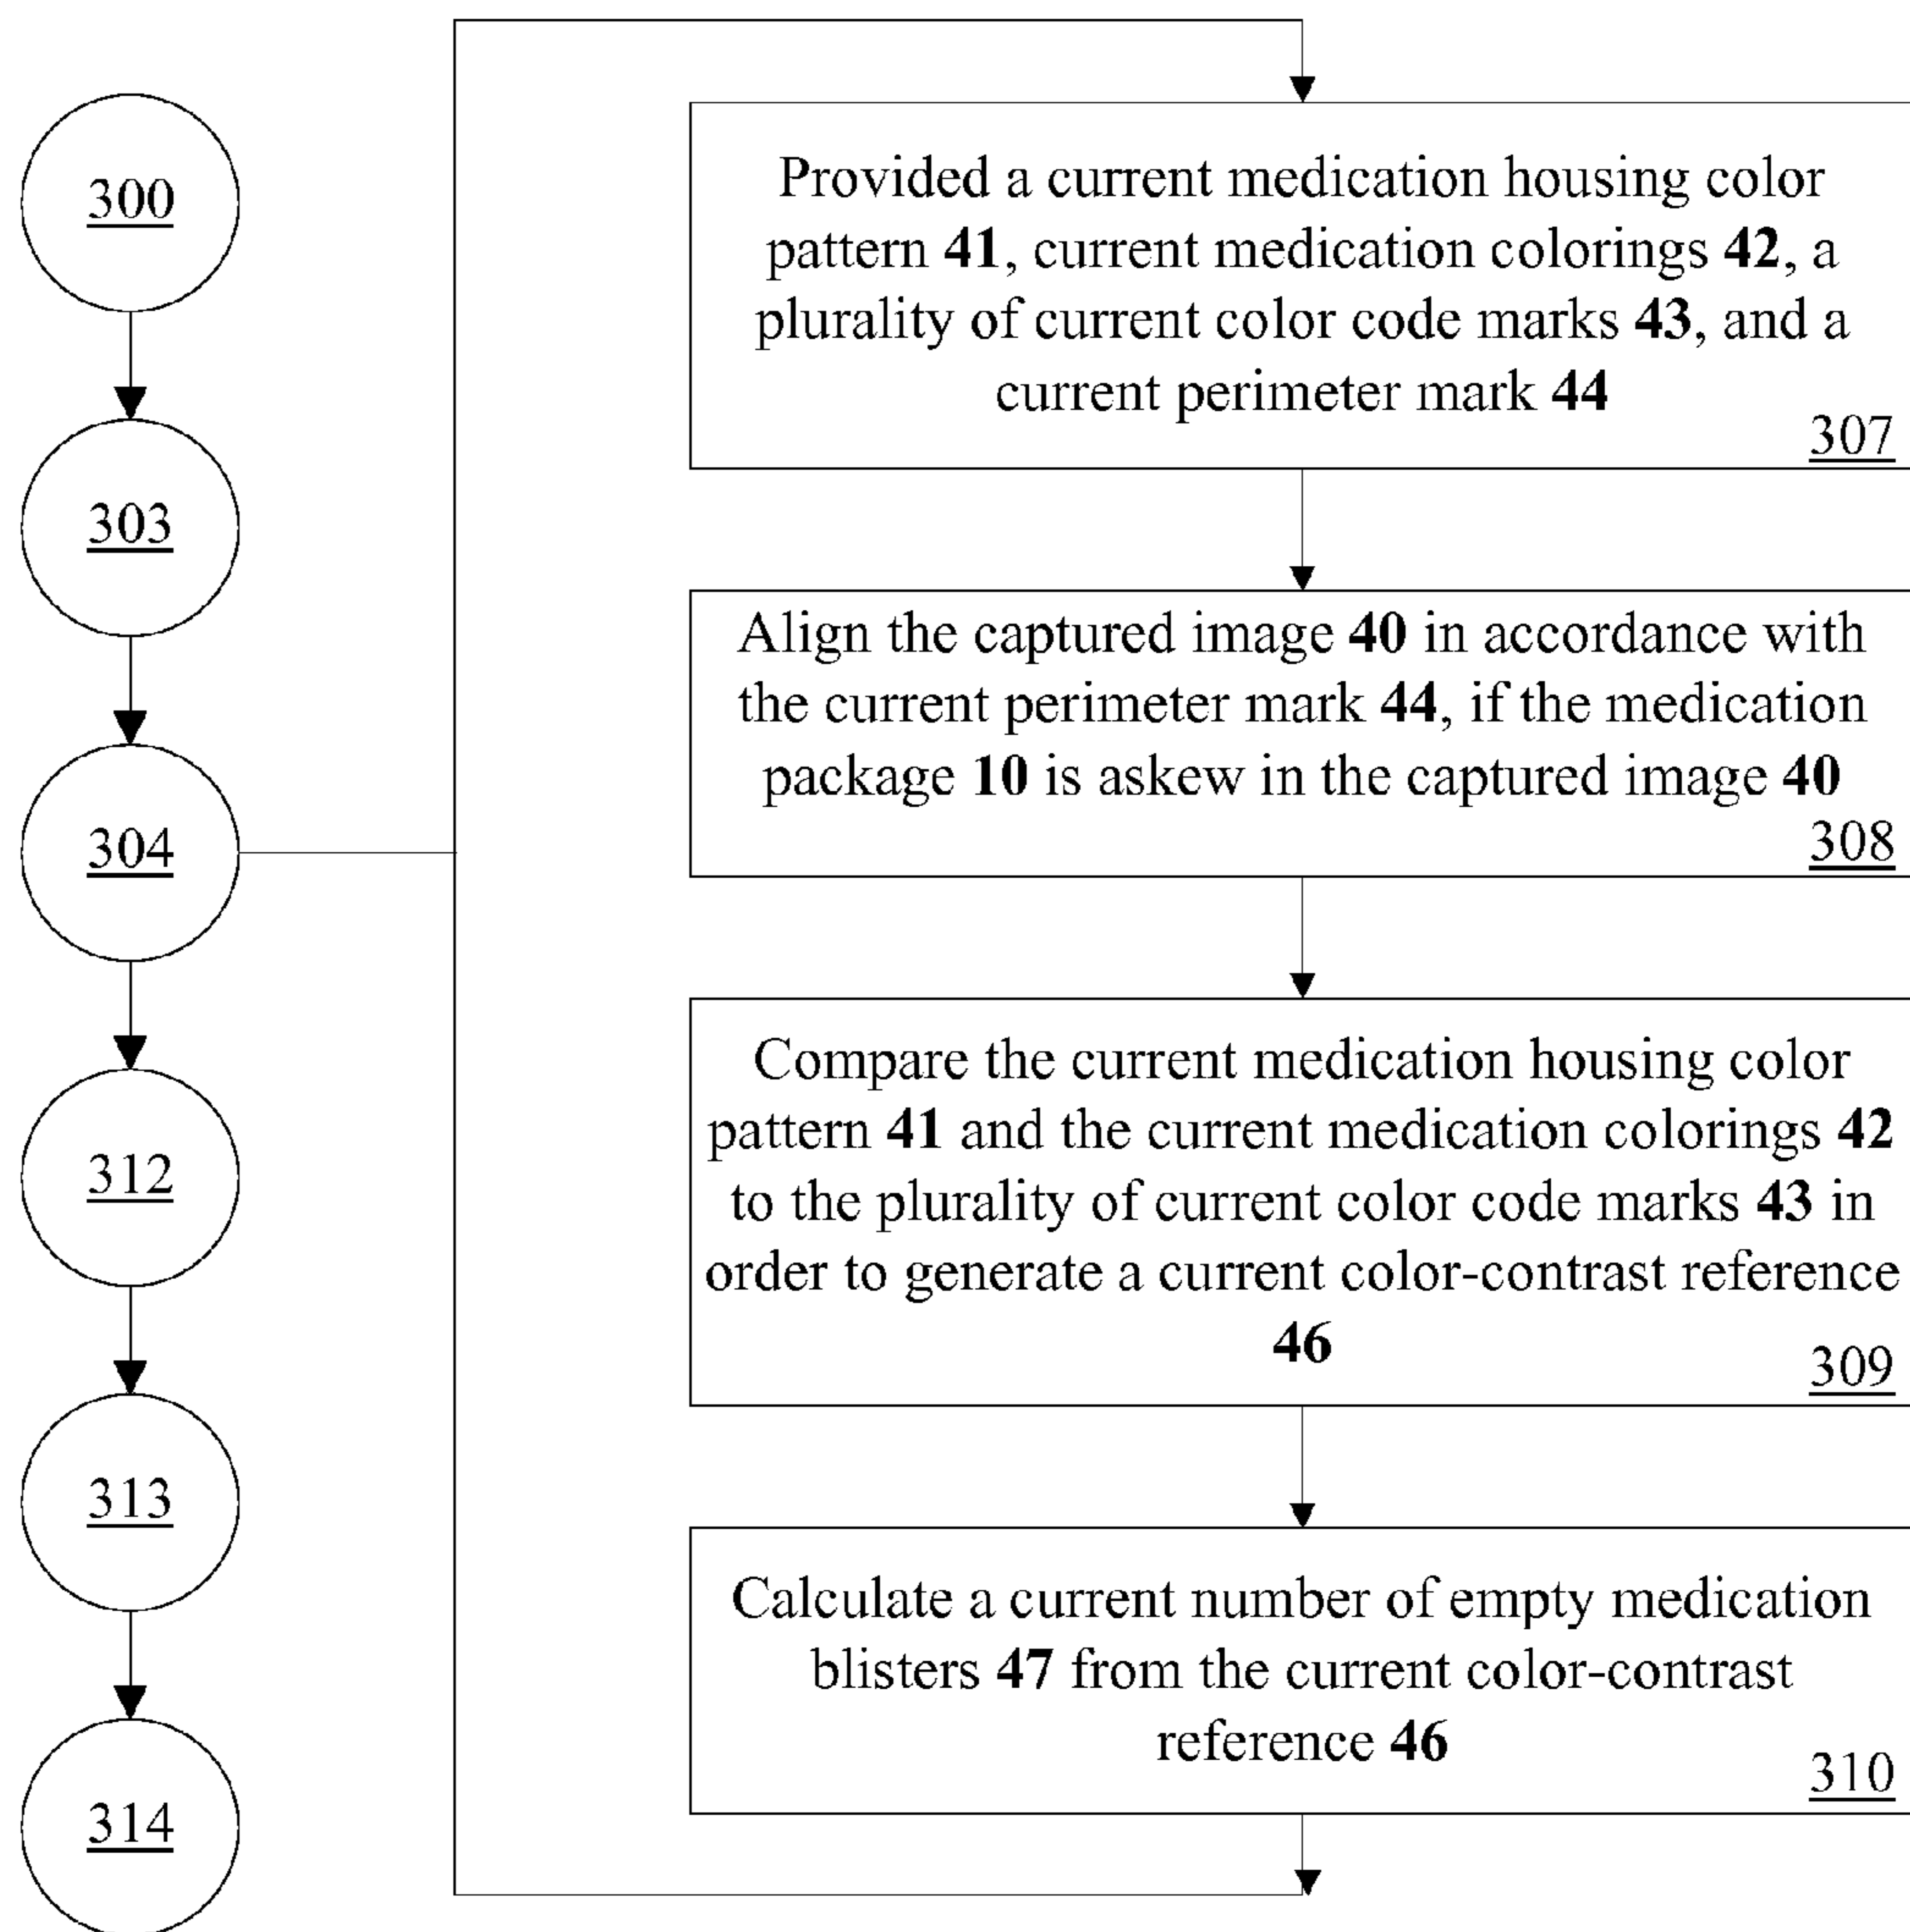 300
303
304
312
313
314
Provided a current medication housing color
pattern 41, current medication colorings 42, a
plurality of current color code marks 43, and a
current perimeter mark 44
307
Align the captured image 40 in accordance with
the current perimeter mark 44, if the medication
package 10 is askew in the captured image 40
308
Compare the current medication housing color
pattern 41 and the current medication colorings 42
to the plurality of current color code marks 43 in
order to generate a current color-contrast reference
46
309
Calculate a current number of empty medication
blisters 47 from the current color-contrast
reference 46
310